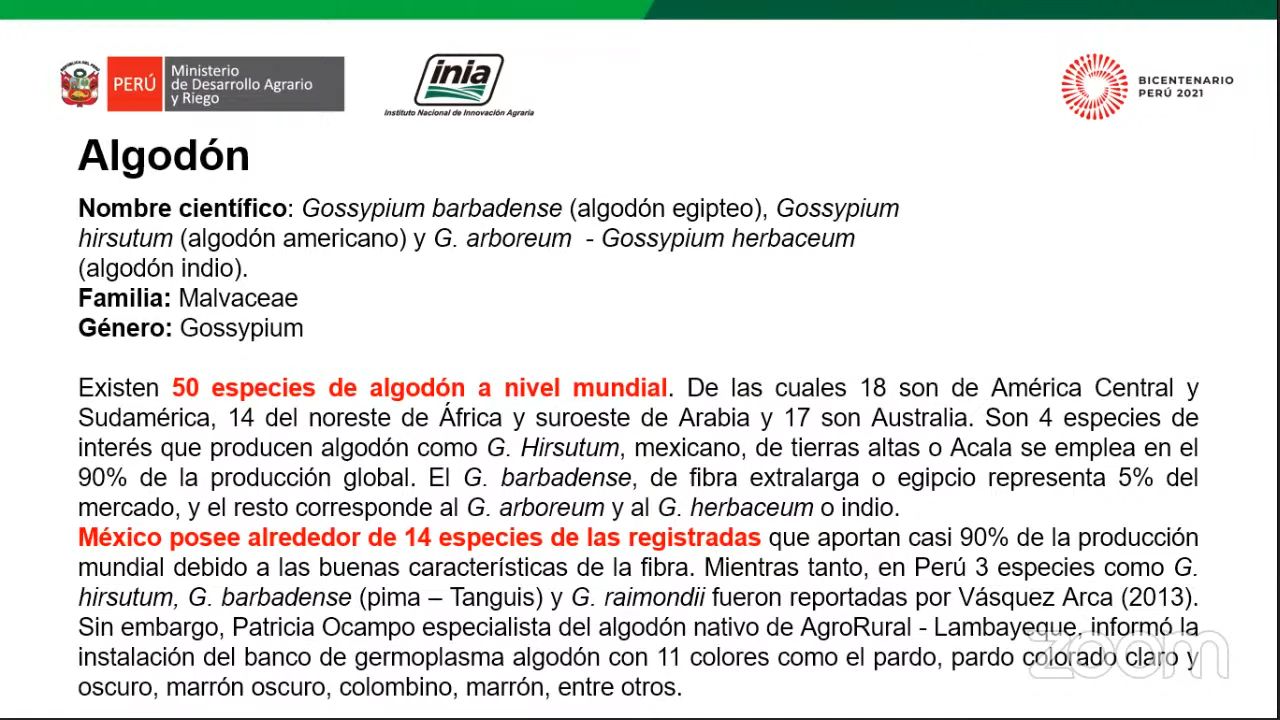 REPÚBLICA DEL PERÚ
PERÚ
Ministerio
de Desarrollo Agrario
y Riego
inia
Instituto Nacional de Innovación Agraria
BICENTENARIO
PERÚ 2021
Algodón
Nombre científico: Gossypium barbadense (algodón egipteo), Gossypium
hirsutum (algodón americano) y G. arboreum - Gossypium herbaceum
(algodón indio).
Familia: Malvaceae
Género: Gossypium
Existen 50 especies de algodón a nivel mundial. De las cuales 18 son de América Central y
Sudamérica, 14 del noreste de África y suroeste de Arabia y 17 son Australia. Son 4 especies de
interés que producen algodón como G. Hirsutum, mexicano, de tierras altas o Acala se emplea en el
90% de la producción global. El G. barbadense, de fibra extralarga o egipcio representa 5% del
mercado, y el resto corresponde al G. arboreum y al G. herbaceum o indio.
México posee alrededor de 14 especies de las registradas que aportan casi 90% de la producción
mundial debido a las buenas características de la fibra. Mientras tanto, en Perú 3 especies como G.
hirsutum, G. barbadense (pima – Tanguis) y G. raimondii fueron reportadas por Vásquez Arca (2013).
Sin embargo, Patricia Ocampo especialista del algodón nativo de AgroRural - Lambayeque, informó la
instalación del banco de germoplasma algodón con 11 colores como el pardo, pardo colorado claro y
oscuro, marrón oscuro, colombino, marrón, entre otros.
zoom